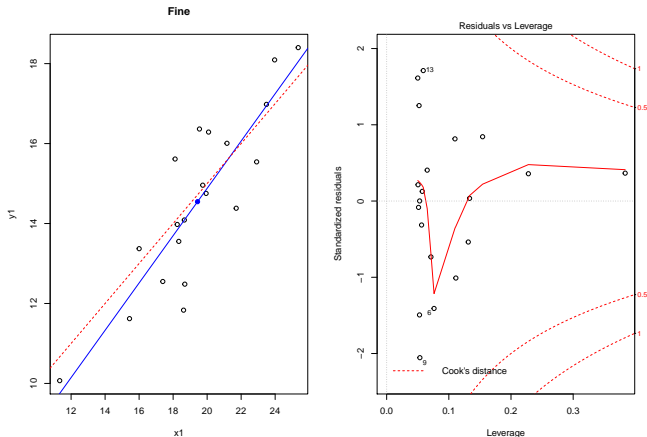 Fine
y1
18
16
14
12
10
12 14 16 18 20 22 24
x1
Residuals vs Leverage
Standardized residuals
2
1
0
−1
−2
13
6
9
1
0.5
0.5
1
Cook's distance
0.0 0.1 0.2 0.3
Leverage